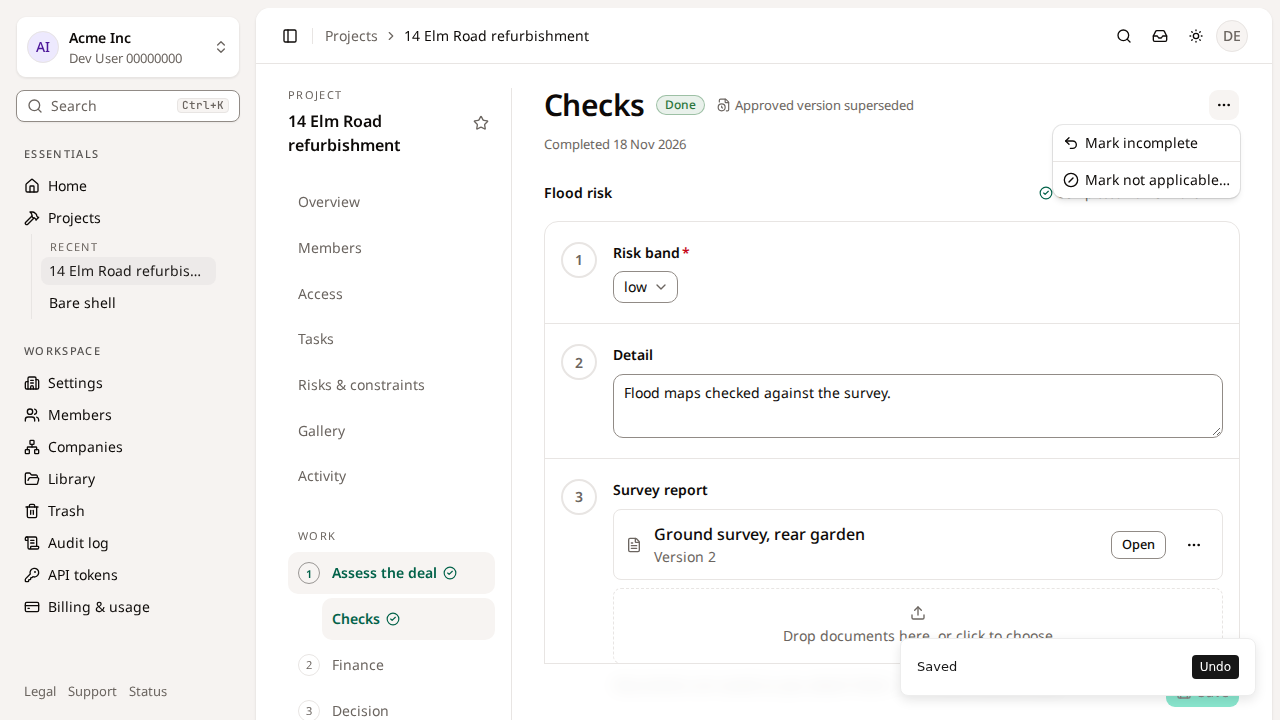 AI
Acme Inc
Dev User 00000000
Search
Ctrl+K
ESSENTIALS
Home
Projects
RECENT
14 Elm Road refurbis...
Bare shell
WORKSPACE
Settings
Members
Companies
Library
Trash
Audit log
API tokens
Billing & usage
Legal
Support
Status
Projects
14 Elm Road refurbishment
DE
PROJECT
14 Elm Road
refurbishment
Overview
Members
Access
Tasks
Risks & constraints
Gallery
Activity
WORK
1
Assess the deal
Checks
2
Finance
3
Decision
Checks
Done
Approved version superseded
Completed 18 Nov 2026
Mark incomplete
Mark not applicable...
Flood risk
1
Risk band*
low
2
Detail
Flood maps checked against the survey.
3
Survey report
Ground survey, rear garden
Version 2
Open
Drop documents here, or click to choose
Saved
Undo